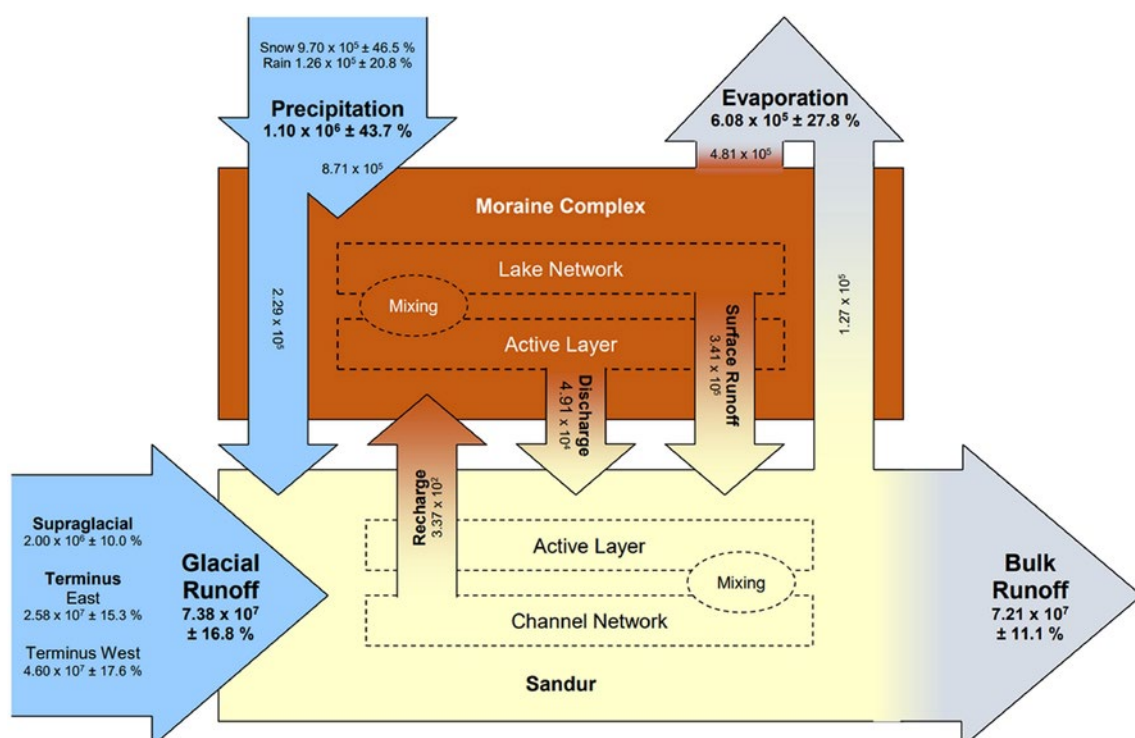 Snow 9.70 x 10⁵ ± 46.5 %
Rain 1.26 x 10⁵ ± 20.8 %
Precipitation
1.10 x 10⁶ ± 43.7 %
8.71 x 10⁵
2.29 x 10⁵
Evaporation
6.08 x 10⁵ ± 27.8 %
4.81 x 10⁵
1.27 x 10⁵
Moraine Complex
Lake Network
Mixing
Active Layer
Surface Runoff
3.41 x 10⁵
Discharge
4.91 x 10⁴
Recharge
3.37 x 10²
Supraglacial
2.00 x 10⁶ ± 10.0 %
Terminus
East
2.58 x 10⁷ ± 15.3 %
Terminus West
4.60 x 10⁷ ± 17.6 %
Glacial
Runoff
7.38 x 10⁷
± 16.8 %
Active Layer
Mixing
Channel Network
Sandur
Bulk
Runoff
7.21 x 10⁷
± 11.1 %